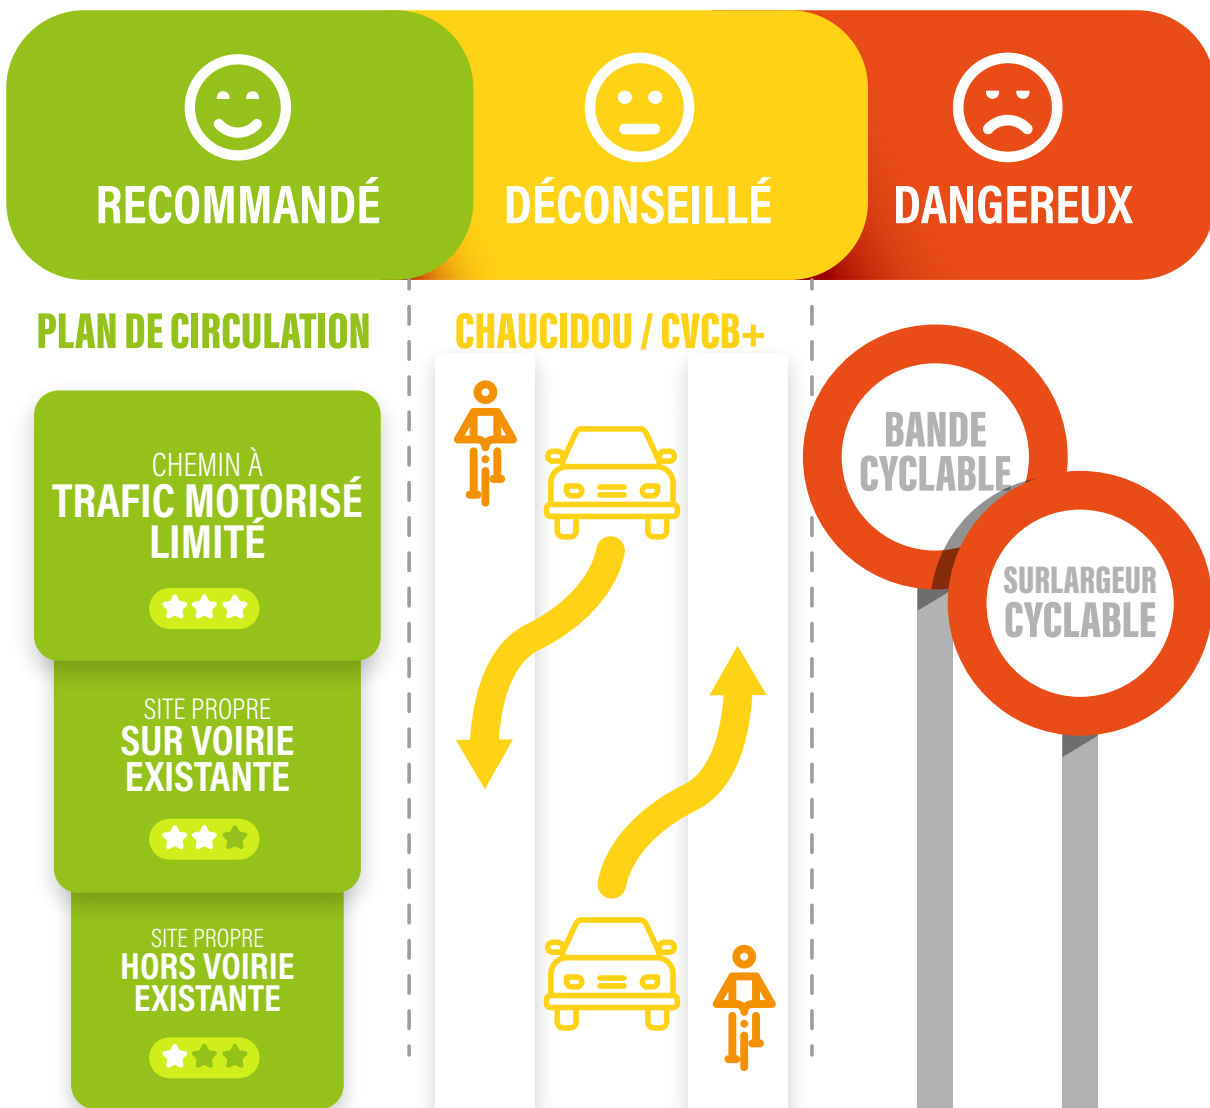 RECOMMANDÉ
DÉCONSEILLÉ
DANGEREUX
PLAN DE CIRCULATION
CHEMIN À
TRAFIC MOTORISÉ
LIMITÉ
SITE PROPRE
SUR VOIRIE
EXISTANTE
SITE PROPRE
HORS VOIRIE
EXISTANTE
CHAUCIDOU / CVCB+
BANDE
CYCLABLE
SURLARGEUR
CYCLABLE